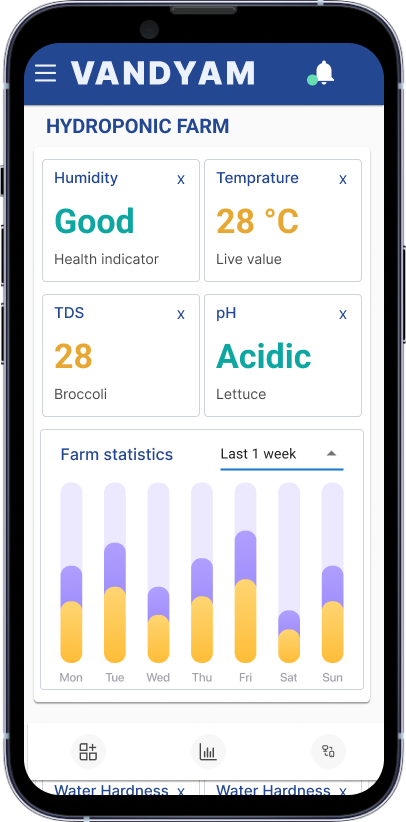 VANDYAM
HYDROPONIC FARM
Humidity x
Good
Health indicator
Temprature x
28 °C
Live value
TDS x
28
Broccoli
pH x
Acidic
Lettuce
Farm statistics
Last 1 week
Mon Tue Wed Thu Fri Sat Sun
Water Hardness x
Water Hardness x